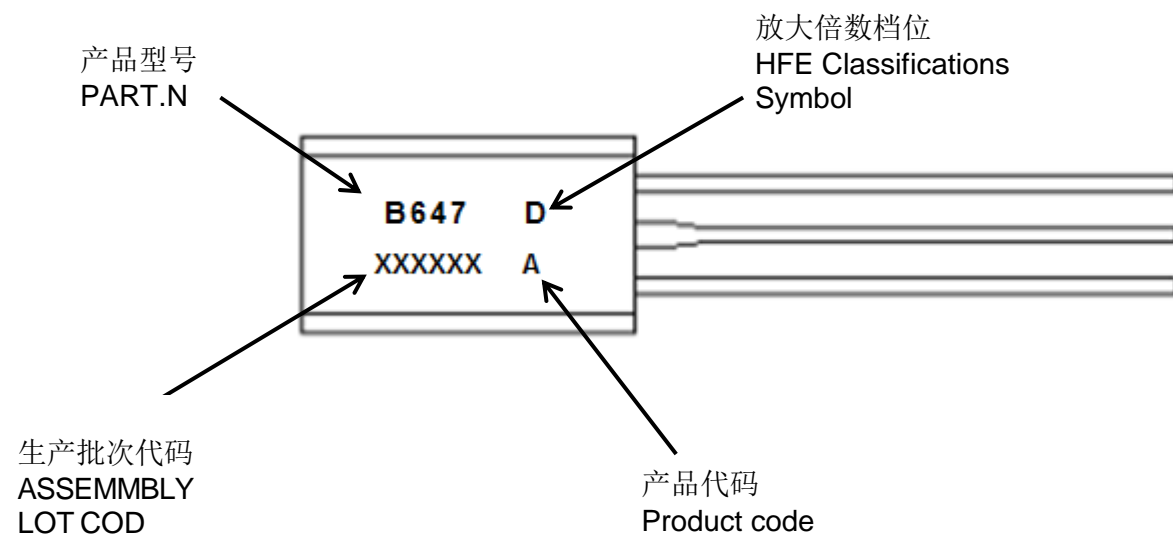 产品型号
PART.N
放大倍数档位
HFE Classifications
Symbol
B647 D
XXXXXX A
生产批次代码
ASSEMMBLY
LOT COD
产品代码
Product code